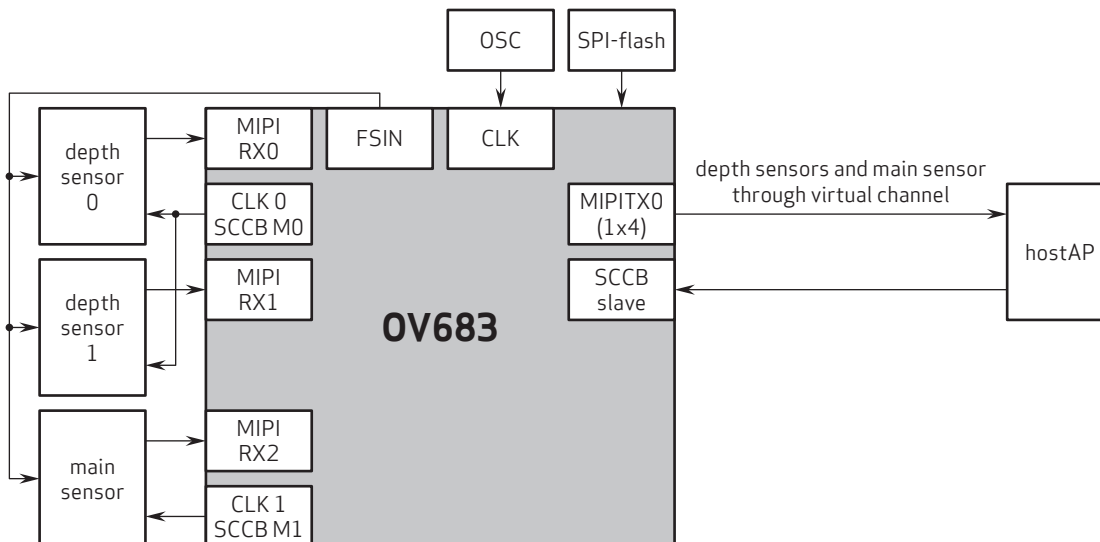 OSC
SPI-flash
depth
sensor
0
MIPI
RX0
FSIN
CLK
CLK 0
SCCB M0
MIPITX0
(1x4)
depth sensors and main sensor
through virtual channel
hostAP
depth
sensor
1
MIPI
RX1
SCCB
slave
OV683
main
sensor
MIPI
RX2
CLK 1
SCCB M1